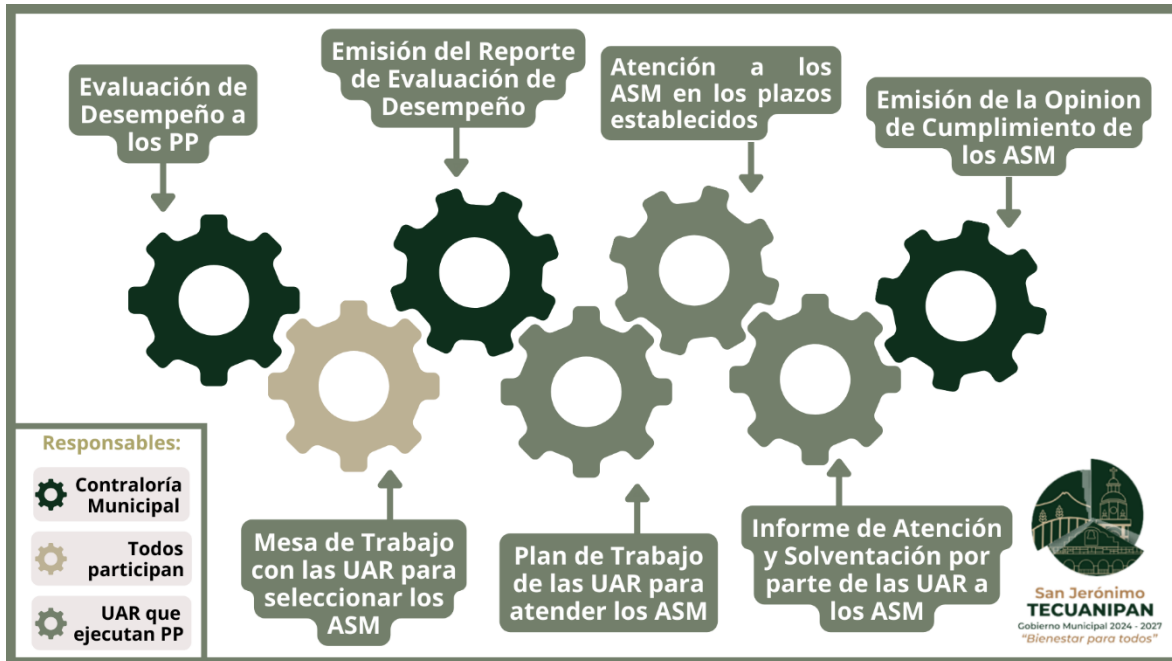 Evaluación de
Desempeño a
los PP
Emisión del Reporte
de Evaluación de
Desempeño
Atención a los
ASM en los plazos
establecidos
Emisión de la Opinion
de Cumplimiento de
los ASM
Responsables:
Contraloría
Municipal
Todos
participan
UAR que
ejecutan PP
Mesa de Trabajo
con las UAR para
seleccionar los
ASM
Plan de Trabajo
de las UAR para
atender los ASM
Informe de Atención
y Solventación por
parte de las UAR a
los ASM
San Jerónimo
TECUANIPAN
Gobierno Municipal 2024 - 2027
"Bienestar para todos"